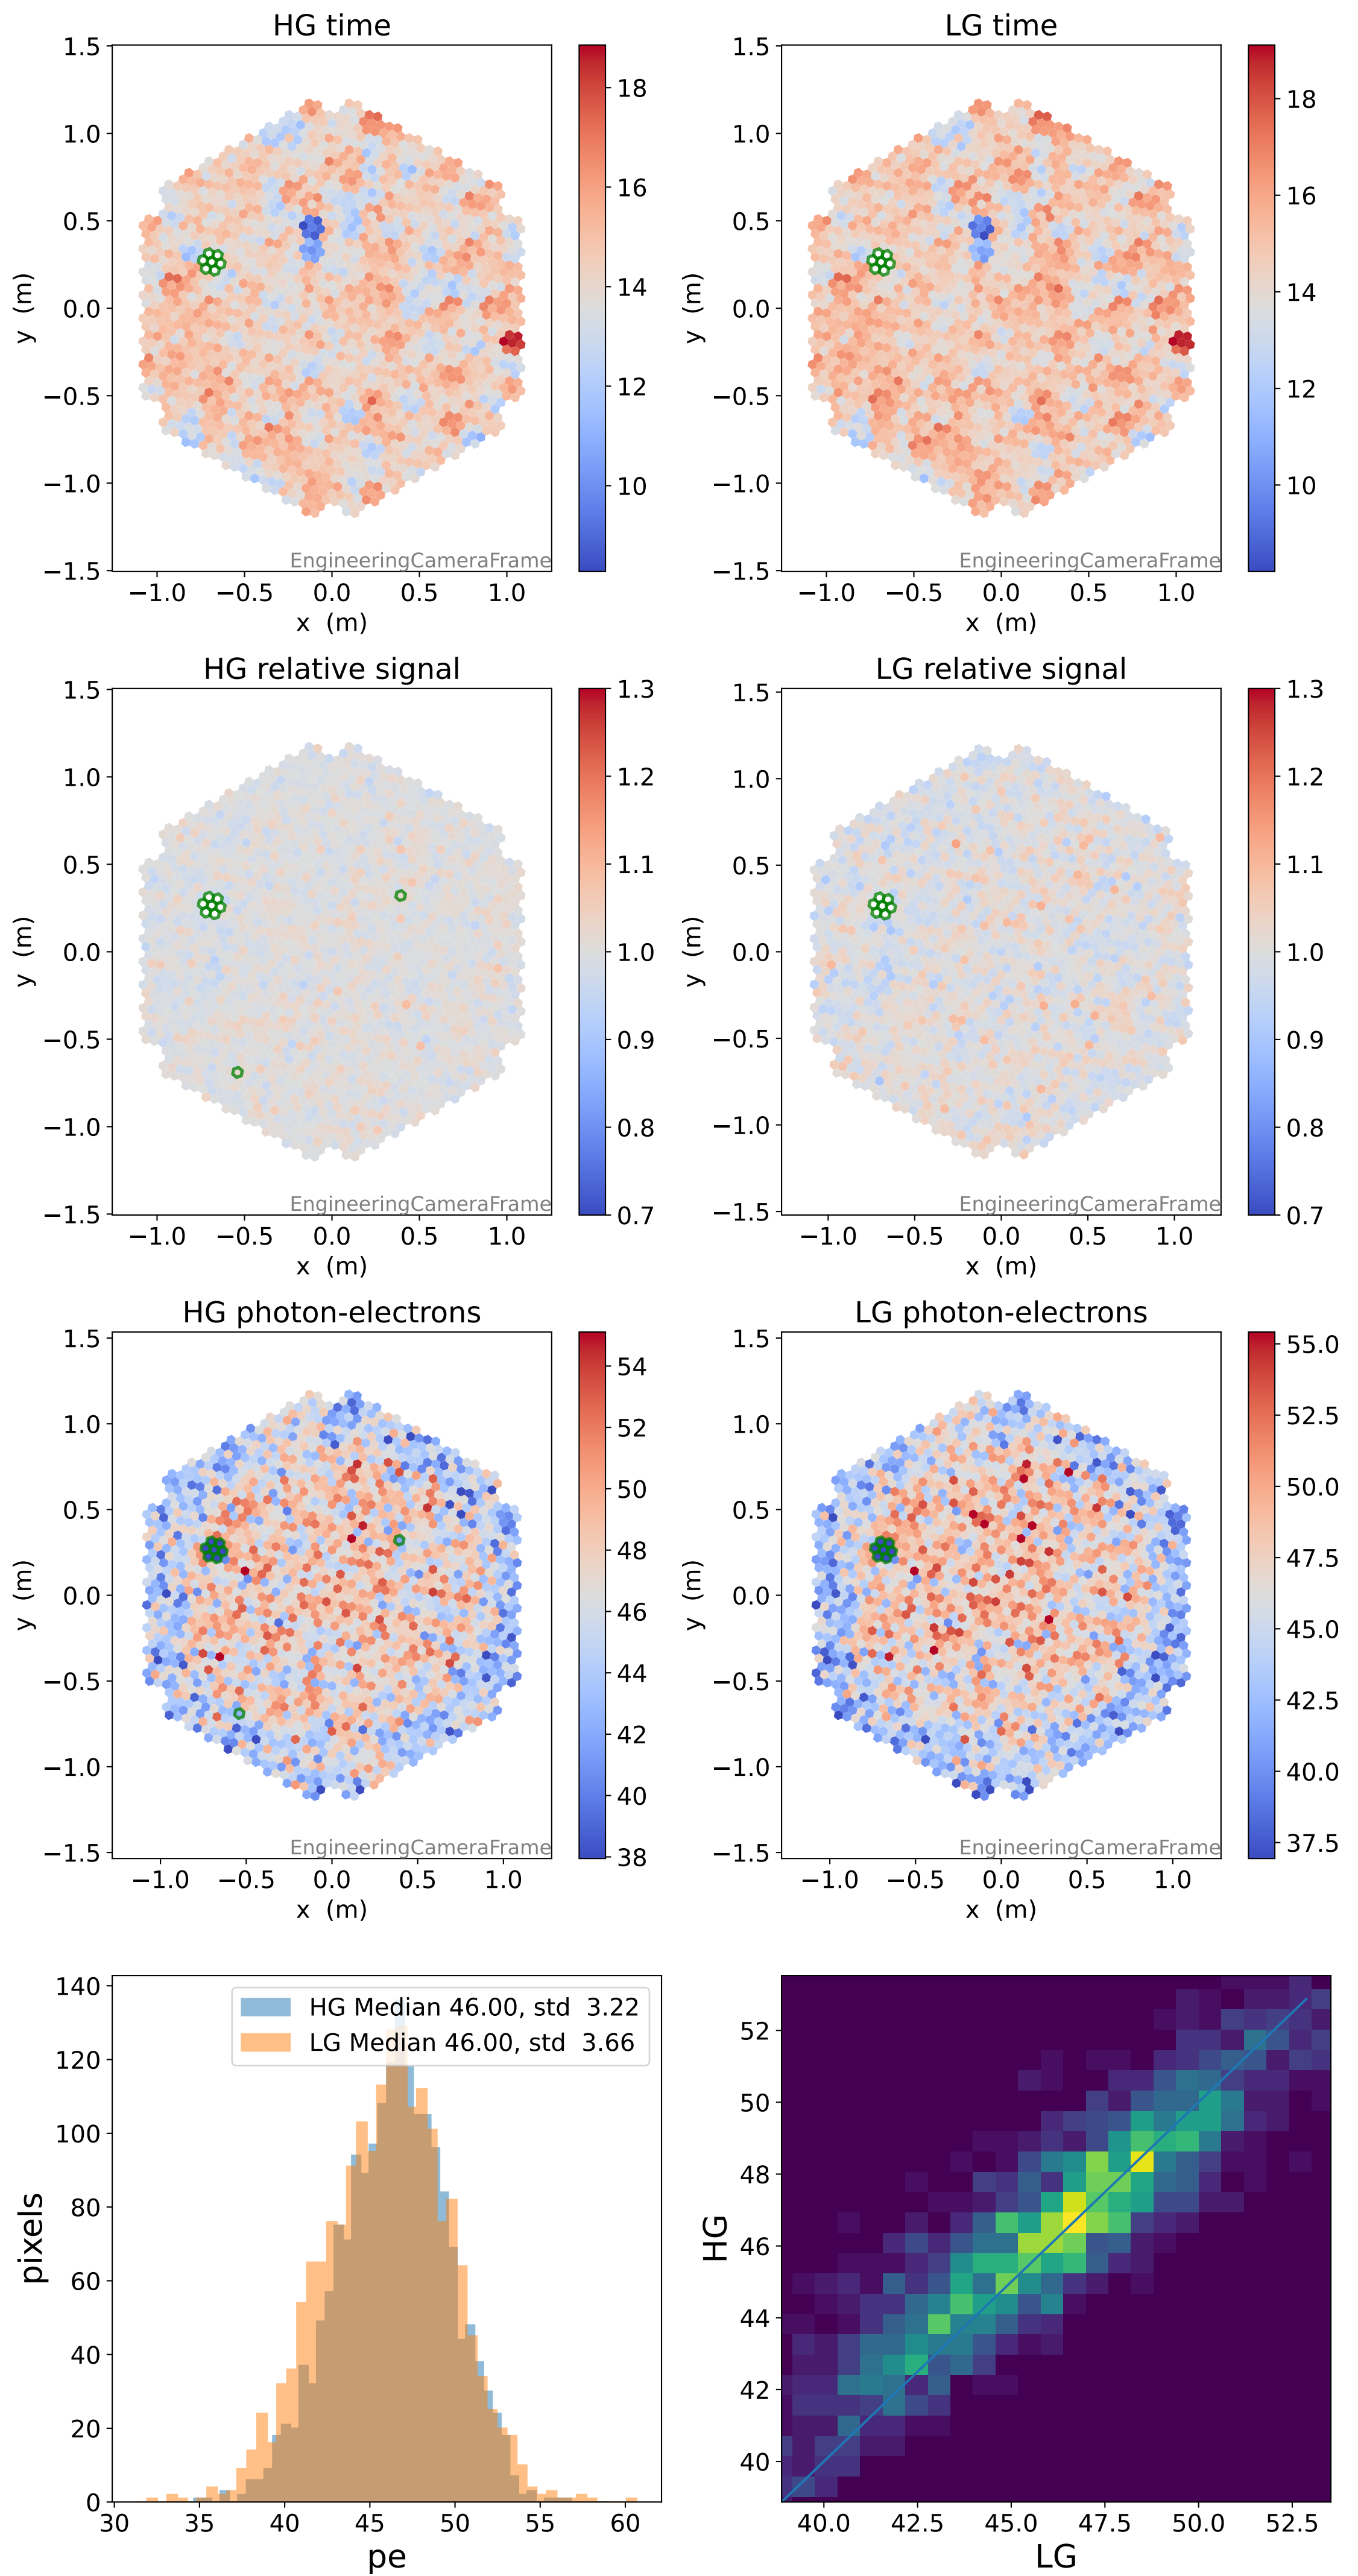 HG time
1.5
1.0
0.5
0.0
−0.5
−1.0
−1.5
y (m)
EngineeringCameraFrame
−1.0 −0.5 0.0 0.5 1.0
x (m)
18
16
14
12
10
LG time
1.5
1.0
0.5
0.0
−0.5
−1.0
−1.5
y (m)
EngineeringCameraFrame
−1.0 −0.5 0.0 0.5 1.0
x (m)
18
16
14
12
10
HG relative signal
1.5
1.0
0.5
0.0
−0.5
−1.0
−1.5
y (m)
EngineeringCameraFrame
−1.0 −0.5 0.0 0.5 1.0
x (m)
1.3
1.2
1.1
1.0
0.9
0.8
0.7
LG relative signal
1.5
1.0
0.5
0.0
−0.5
−1.0
−1.5
y (m)
EngineeringCameraFrame
−1.0 −0.5 0.0 0.5 1.0
x (m)
1.3
1.2
1.1
1.0
0.9
0.8
0.7
HG photon-electrons
1.5
1.0
0.5
0.0
−0.5
−1.0
−1.5
y (m)
EngineeringCameraFrame
−1.0 −0.5 0.0 0.5 1.0
x (m)
54
52
50
48
46
44
42
40
38
LG photon-electrons
1.5
1.0
0.5
0.0
−0.5
−1.0
−1.5
y (m)
EngineeringCameraFrame
−1.0 −0.5 0.0 0.5 1.0
x (m)
55.0
52.5
50.0
47.5
45.0
42.5
40.0
37.5
140
120
100
80
60
40
20
0
pixels
HG Median 46.00, std 3.22
LG Median 46.00, std 3.66
30 35 40 45 50 55 60
pe
52
50
48
46
44
42
40
HG
40.0 42.5 45.0 47.5 50.0 52.5
LG